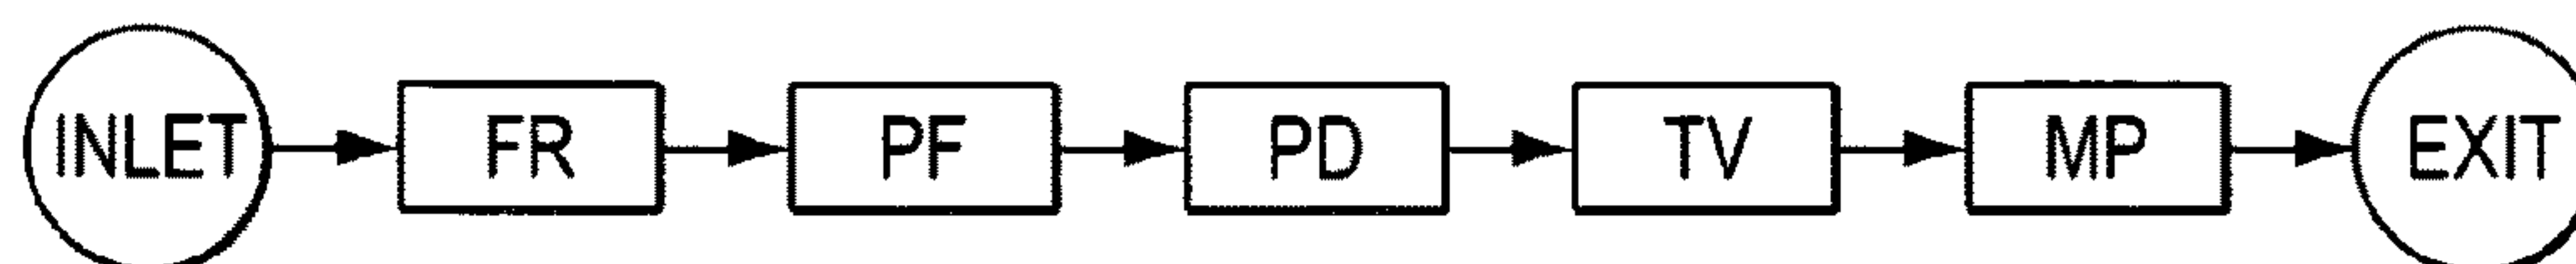 INLET FR PF PD TV MP EXIT